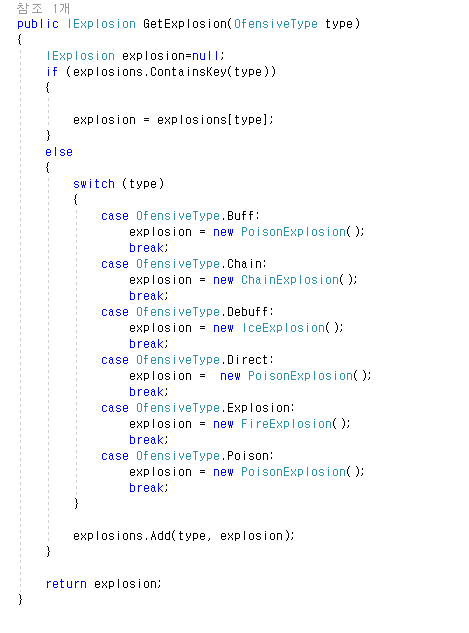 참조 1개
public IExplosion GetExplosion(OfensiveType type)
{
IExplosion explosion=null;
if (explosions.ContainsKey(type))
{
explosion = explosions[type];
}
else
{
switch (type)
{
case OfensiveType.Buff:
explosion = new PoisonExplosion();
break;
case OfensiveType.Chain:
explosion = new ChainExplosion();
break;
case OfensiveType.Debuff:
explosion = new IceExplosion();
break;
case OfensiveType.Direct:
explosion =  new PoisonExplosion();
break;
case OfensiveType.Explosion:
explosion = new FireExplosion();
break;
case OfensiveType.Poison:
explosion = new PoisonExplosion();
break;
}
explosions.Add(type, explosion);
}
return explosion;
}